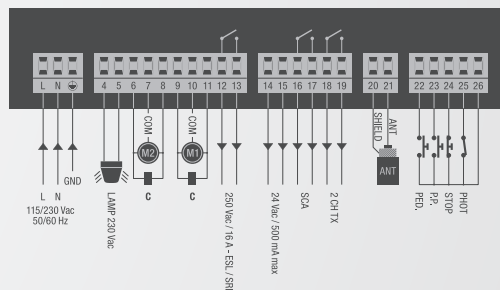 L N 4 5 6 7 8 9 10 11 12 13 14 15 16 17 18 19 20 21 22 23 24 25 26
COM
COM
M2
M1
SHIELD
ANT
ANT
L N
GND
115/230 Vac
50/60 Hz
LAMP 230 Vac
C
C
250 Vac / 16 A - ESL / SRI
24 Vac / 500 mA max
SCA
2 CH TX
PED.
P.P.
STOP
PHOT